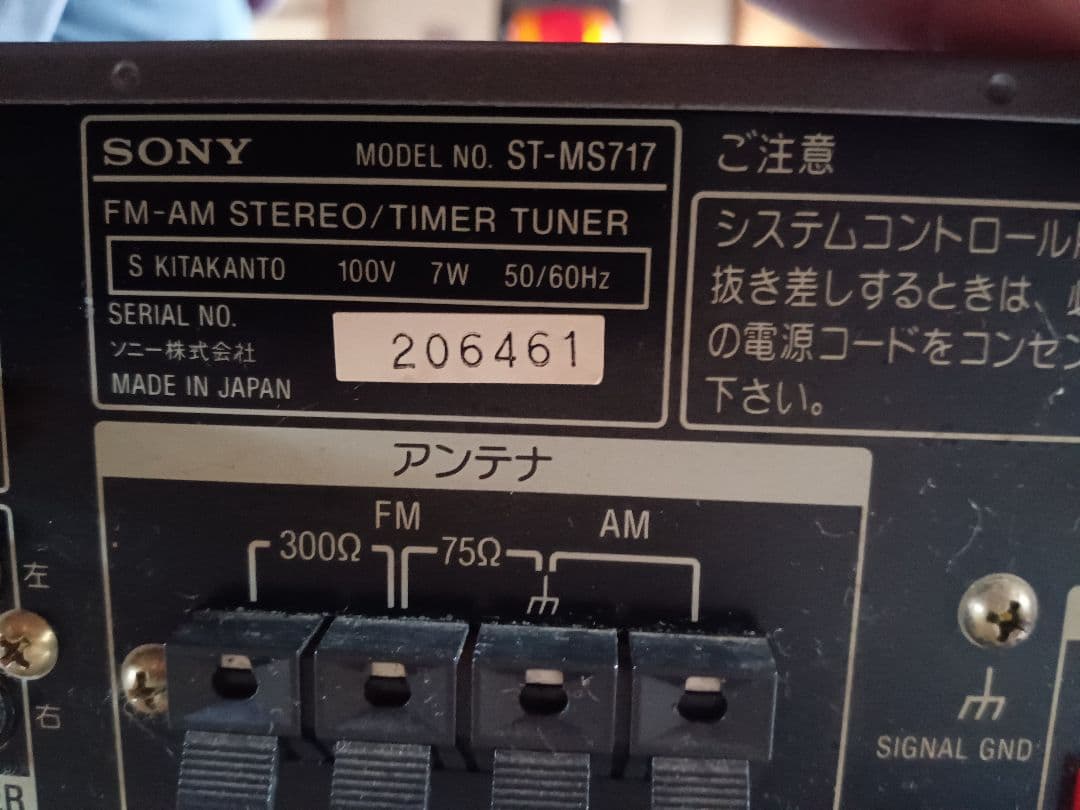 SONY MODEL NO. ST-MS717
FM-AM STEREO/TIMER TUNER
S KITAKANTO 100V 7W 50/60Hz
SERIAL NO.
ソニー株式会社 206461
MADE IN JAPAN
ご注意
システムコントロール
抜き差しするときは、
の電源コードをコンセン
下さい。
アンテナ
FM AM
300Ω 75Ω
左
右
SIGNAL GND